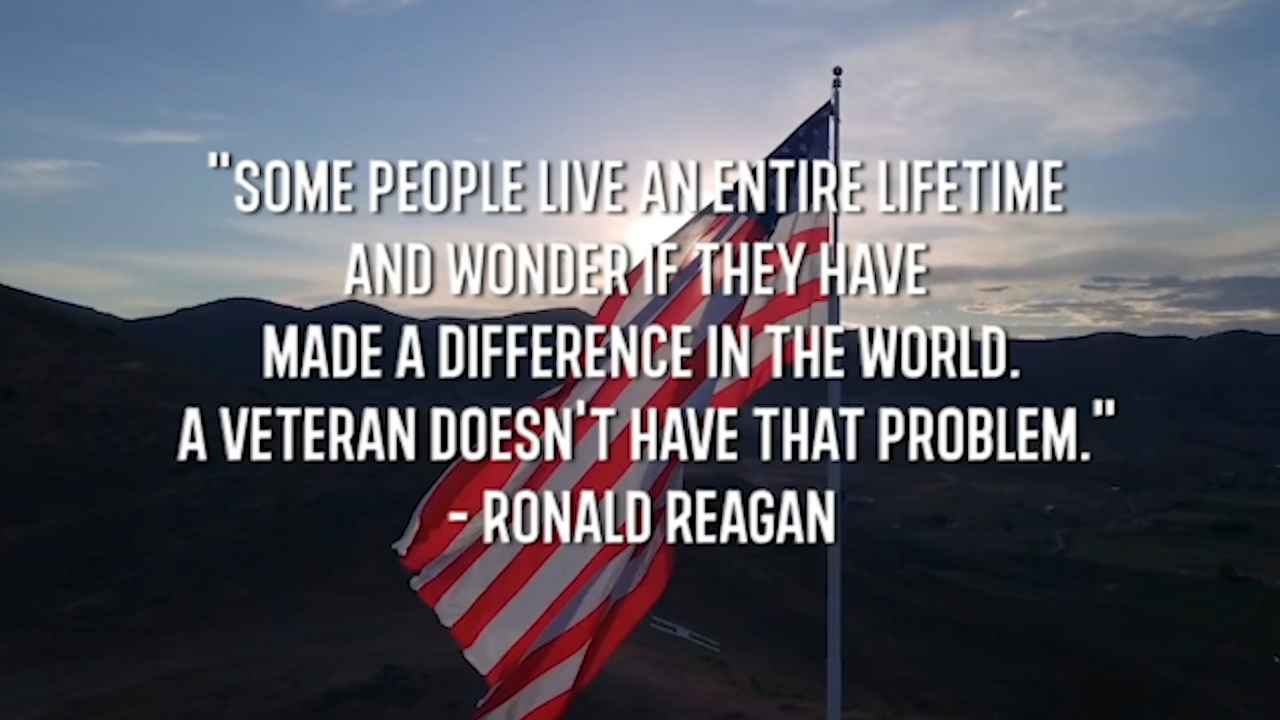 "SOME PEOPLE LIVE AN ENTIRE LIFETIME
AND WONDER IF THEY HAVE
MADE A DIFFERENCE IN THE WORLD.
A VETERAN DOESN'T HAVE THAT PROBLEM."
- RONALD REAGAN